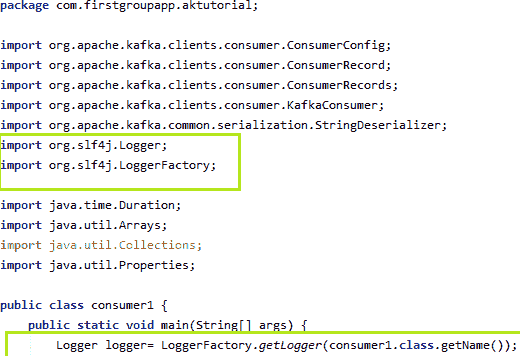 package com.firstgroupapp.aktutorial;
import org.apache.kafka.clients.consumer.ConsumerConfig;
import org.apache.kafka.clients.consumer.ConsumerRecord;
import org.apache.kafka.clients.consumer.ConsumerRecords;
import org.apache.kafka.clients.consumer.KafkaConsumer;
import org.apache.kafka.common.serialization.StringDeserializer;
import org.slf4j.Logger;
import org.slf4j.LoggerFactory;
import java.time.Duration;
import java.util.Arrays;
import java.util.Collections;
import java.util.Properties;
public class consumer1 {
public static void main(String[] args) {
Logger logger= LoggerFactory.getLogger(consumer1.class.getName());